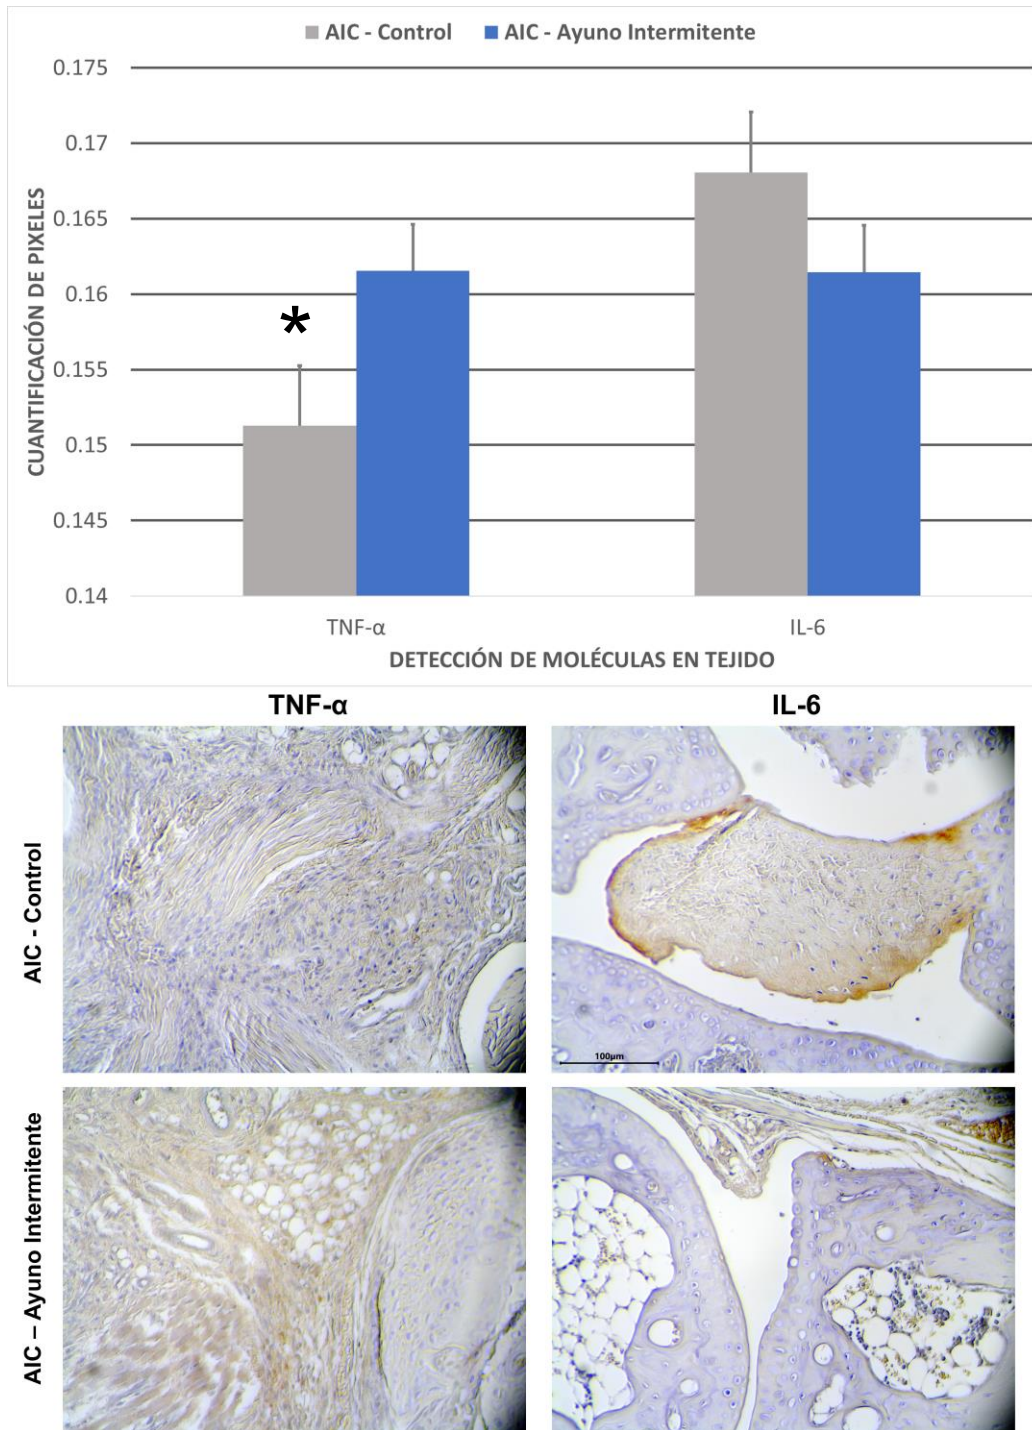 AIC - Control AIC - Ayuno Intermitente
0.175
0.17
0.165
0.16
0.155
0.15
0.145
0.14
CUANTIFICACIÓN DE PIXELES
*
TNF-α IL-6
DETECCIÓN DE MOLÉCULAS EN TEJIDO
TNF-α IL-6
AIC - Control
100µm
AIC – Ayuno Intermitente